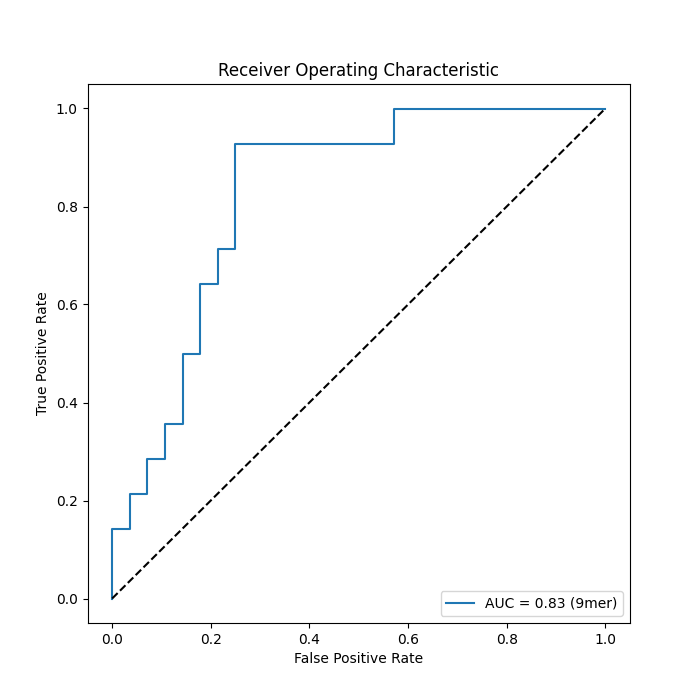 Receiver Operating Characteristic
1.0
0.8
0.6
0.4
0.2
0.0
True Positive Rate
AUC = 0.83 (9mer)
0.0 0.2 0.4 0.6 0.8 1.0
False Positive Rate